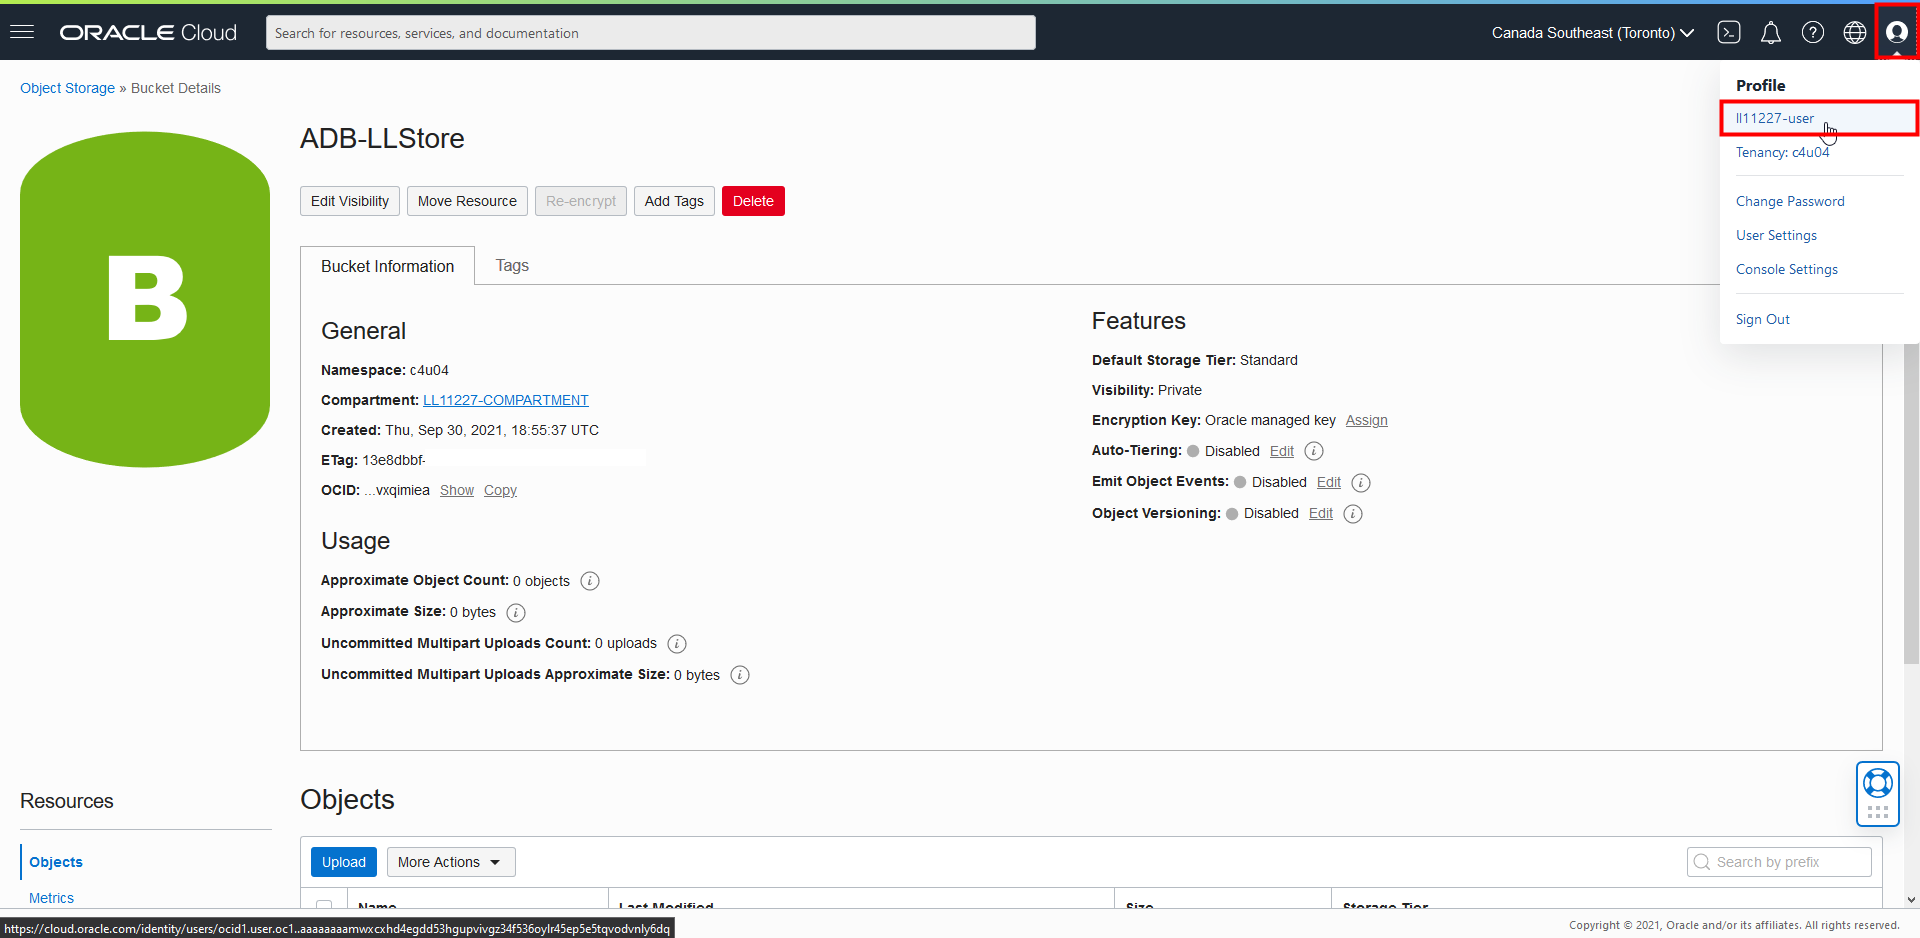 ORACLE Cloud
Search for resources, services, and documentation
Canada Southeast (Toronto)
Profile
ll11227-user
Tenancy: c4u04
Change Password
User Settings
Console Settings
Sign Out
Object Storage » Bucket Details
B
ADB-LLStore
Edit Visibility Move Resource Re-encrypt Add Tags Delete
Bucket Information Tags
General
Namespace: c4u04
Compartment: LL11227-COMPARTMENT
Created: Thu, Sep 30, 2021, 18:55:37 UTC
ETag: 13e8dbbf-
OCID: ...vxqimiea Show Copy
Usage
Approximate Object Count: 0 objects
Approximate Size: 0 bytes
Uncommitted Multipart Uploads Count: 0 uploads
Uncommitted Multipart Uploads Approximate Size: 0 bytes
Features
Default Storage Tier: Standard
Visibility: Private
Encryption Key: Oracle managed key Assign
Auto-Tiering: Disabled Edit
Emit Object Events: Disabled Edit
Object Versioning: Disabled Edit
Resources
Objects
Metrics
Objects
Upload More Actions Search by prefix
Name Last Modified Size Storage Tier
https://cloud.oracle.com/identity/users/ocid1.user.oc1..aaaaaaaamwxcxhd4egdd53hgupvivgz34f536oylr45ep5e5tqvodvnly6dq
Copyright © 2021, Oracle and/or its affiliates. All rights reserved.